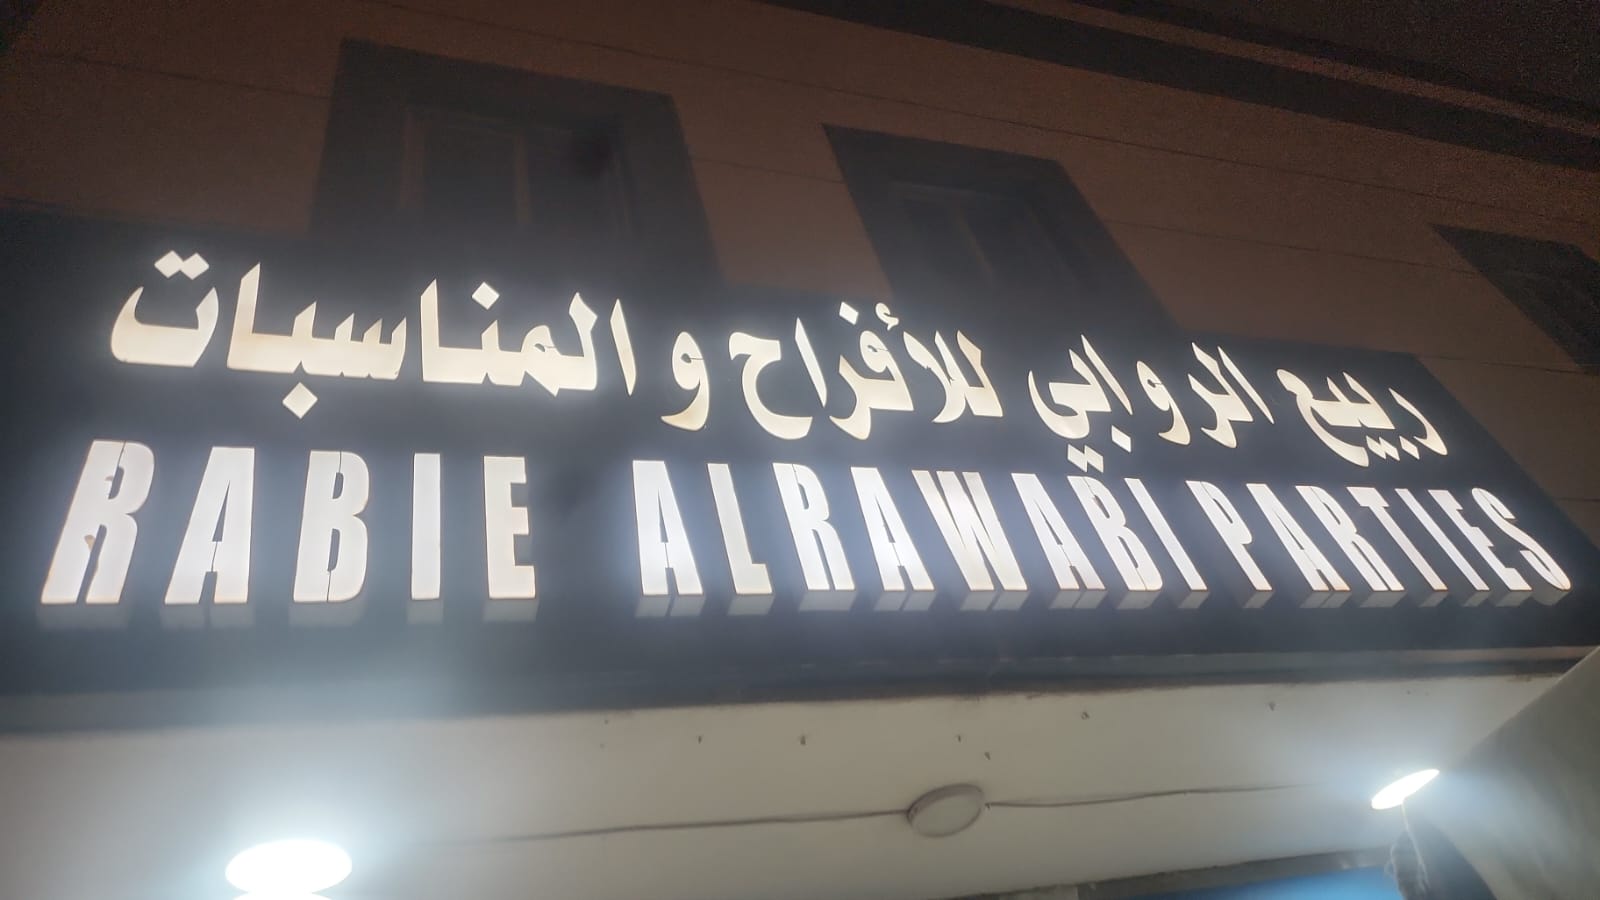 ربيع الروابي للأفراح و المناسبات
RABIE ALRAWABI PARTIES